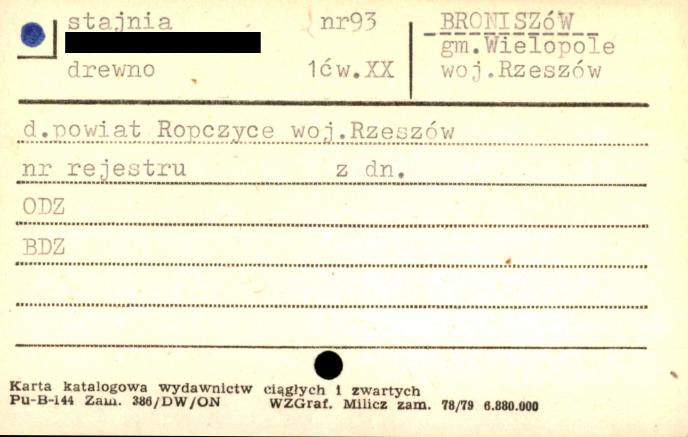 stajnia nr93 BRONISZóW
gm.Wielopole
drewno 1ćw.XX woj.Rzeszów
d.powiat Ropczyce woj.Rzeszów
nr rejestru z dn.
ODZ
BDZ
Karta katalogowa wydawnictw ciągłych i zwartych
Pu-B-144 Zam. 386/DW/ON WZGraf. Milicz zam. 78/79 6.880.000